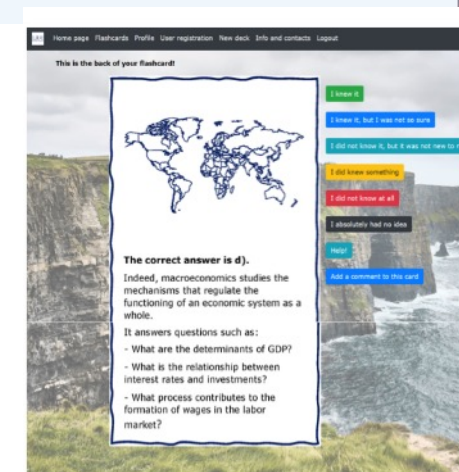 Home page Flashcards Profile User registration New deck Info and contacts Logout
This is the back of your flashcard!
I knew it
I knew it, but I was not so sure
I did not know it, but it was not new to
I did knew something
I did not know at all
I absolutely had no idea
Help!
Add a comment to this card
The correct answer is d).
Indeed, macroeconomics studies the
mechanisms that regulate the
functioning of an economic system as a
whole.
It answers questions such as:
- What are the determinants of GDP?
- What is the relationship between
interest rates and investments?
- What process contributes to the
formation of wages in the labor
market?